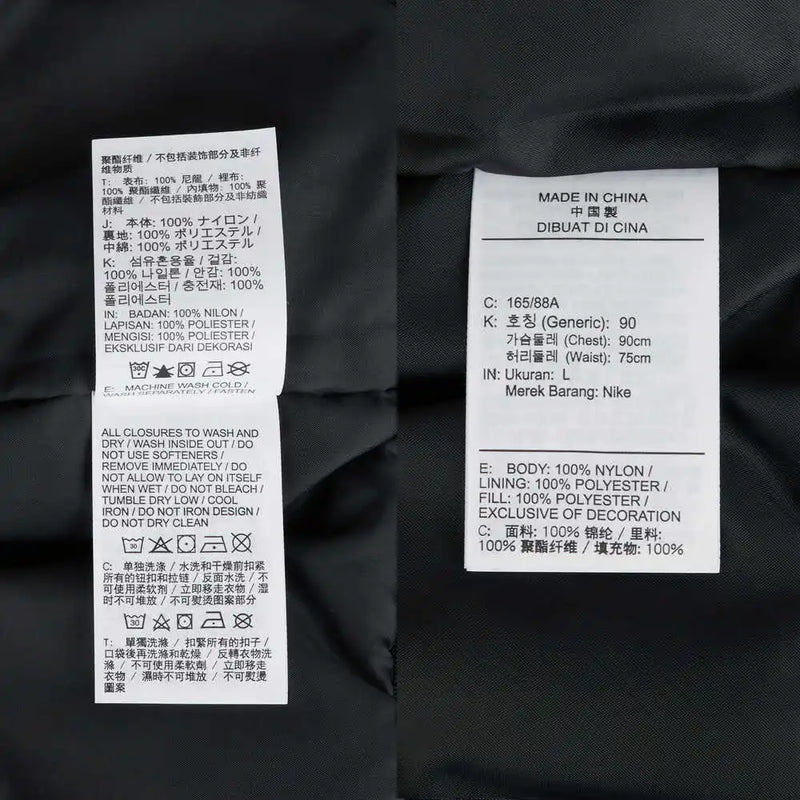 聚酯纤维 / 不包括装饰部分及非纤
维物质
T: 表布: 100% 尼龍 / 裡布:
100% 聚酯纖維 / 內填物: 100% 聚
酯纖維 / 不包括裝飾部分及非紡織
材料
J: 本体: 100% ナイロン /
裏地: 100% ポリエステル /
中綿: 100% ポリエステル
K: 섬유혼용율 / 겉감:
100% 나일론 / 안감: 100%
폴리에스터 / 충전재: 100%
폴리에스터
IN: BADAN: 100% NILON /
LAPISAN: 100% POLIESTER /
MENGISI: 100% POLIESTER /
EKSKLUSIF DARI DEKORASI
30C
E: MACHINE WASH COLD /
WASH SEPARATELY / FASTEN
ALL CLOSURES TO WASH AND
DRY / WASH INSIDE OUT / DO
NOT USE SOFTENERS /
REMOVE IMMEDIATELY / DO
NOT ALLOW TO LAY ON ITSELF
WHEN WET / DO NOT BLEACH /
TUMBLE DRY LOW / COOL
IRON / DO NOT IRON DESIGN /
DO NOT DRY CLEAN
30
C: 单独洗涤 / 水洗和干燥前扣紧
所有的钮扣和拉链 / 反面水洗 / 不
可使用柔软剂 / 立即移走衣物 / 湿
时不可堆放 / 不可熨烫图案部分
30
T: 單獨洗滌 / 扣緊所有的扣子 /
口袋後再洗滌和乾燥 / 反轉衣物洗
滌 / 不可使用柔軟劑 / 立即移走
衣物 / 濕時不可堆放 / 不可熨燙
圖案
MADE IN CHINA
中国製
DIBUAT DI CINA
C: 165/88A
K: 호칭 (Generic): 90
가슴둘레 (Chest): 90cm
허리둘레 (Waist): 75cm
IN: Ukuran: L
Merek Barang: Nike
E: BODY: 100% NYLON /
LINING: 100% POLYESTER /
FILL: 100% POLYESTER /
EXCLUSIVE OF DECORATION
C: 面料: 100% 锦纶 / 里料:
100% 聚酯纤维 / 填充物: 100%